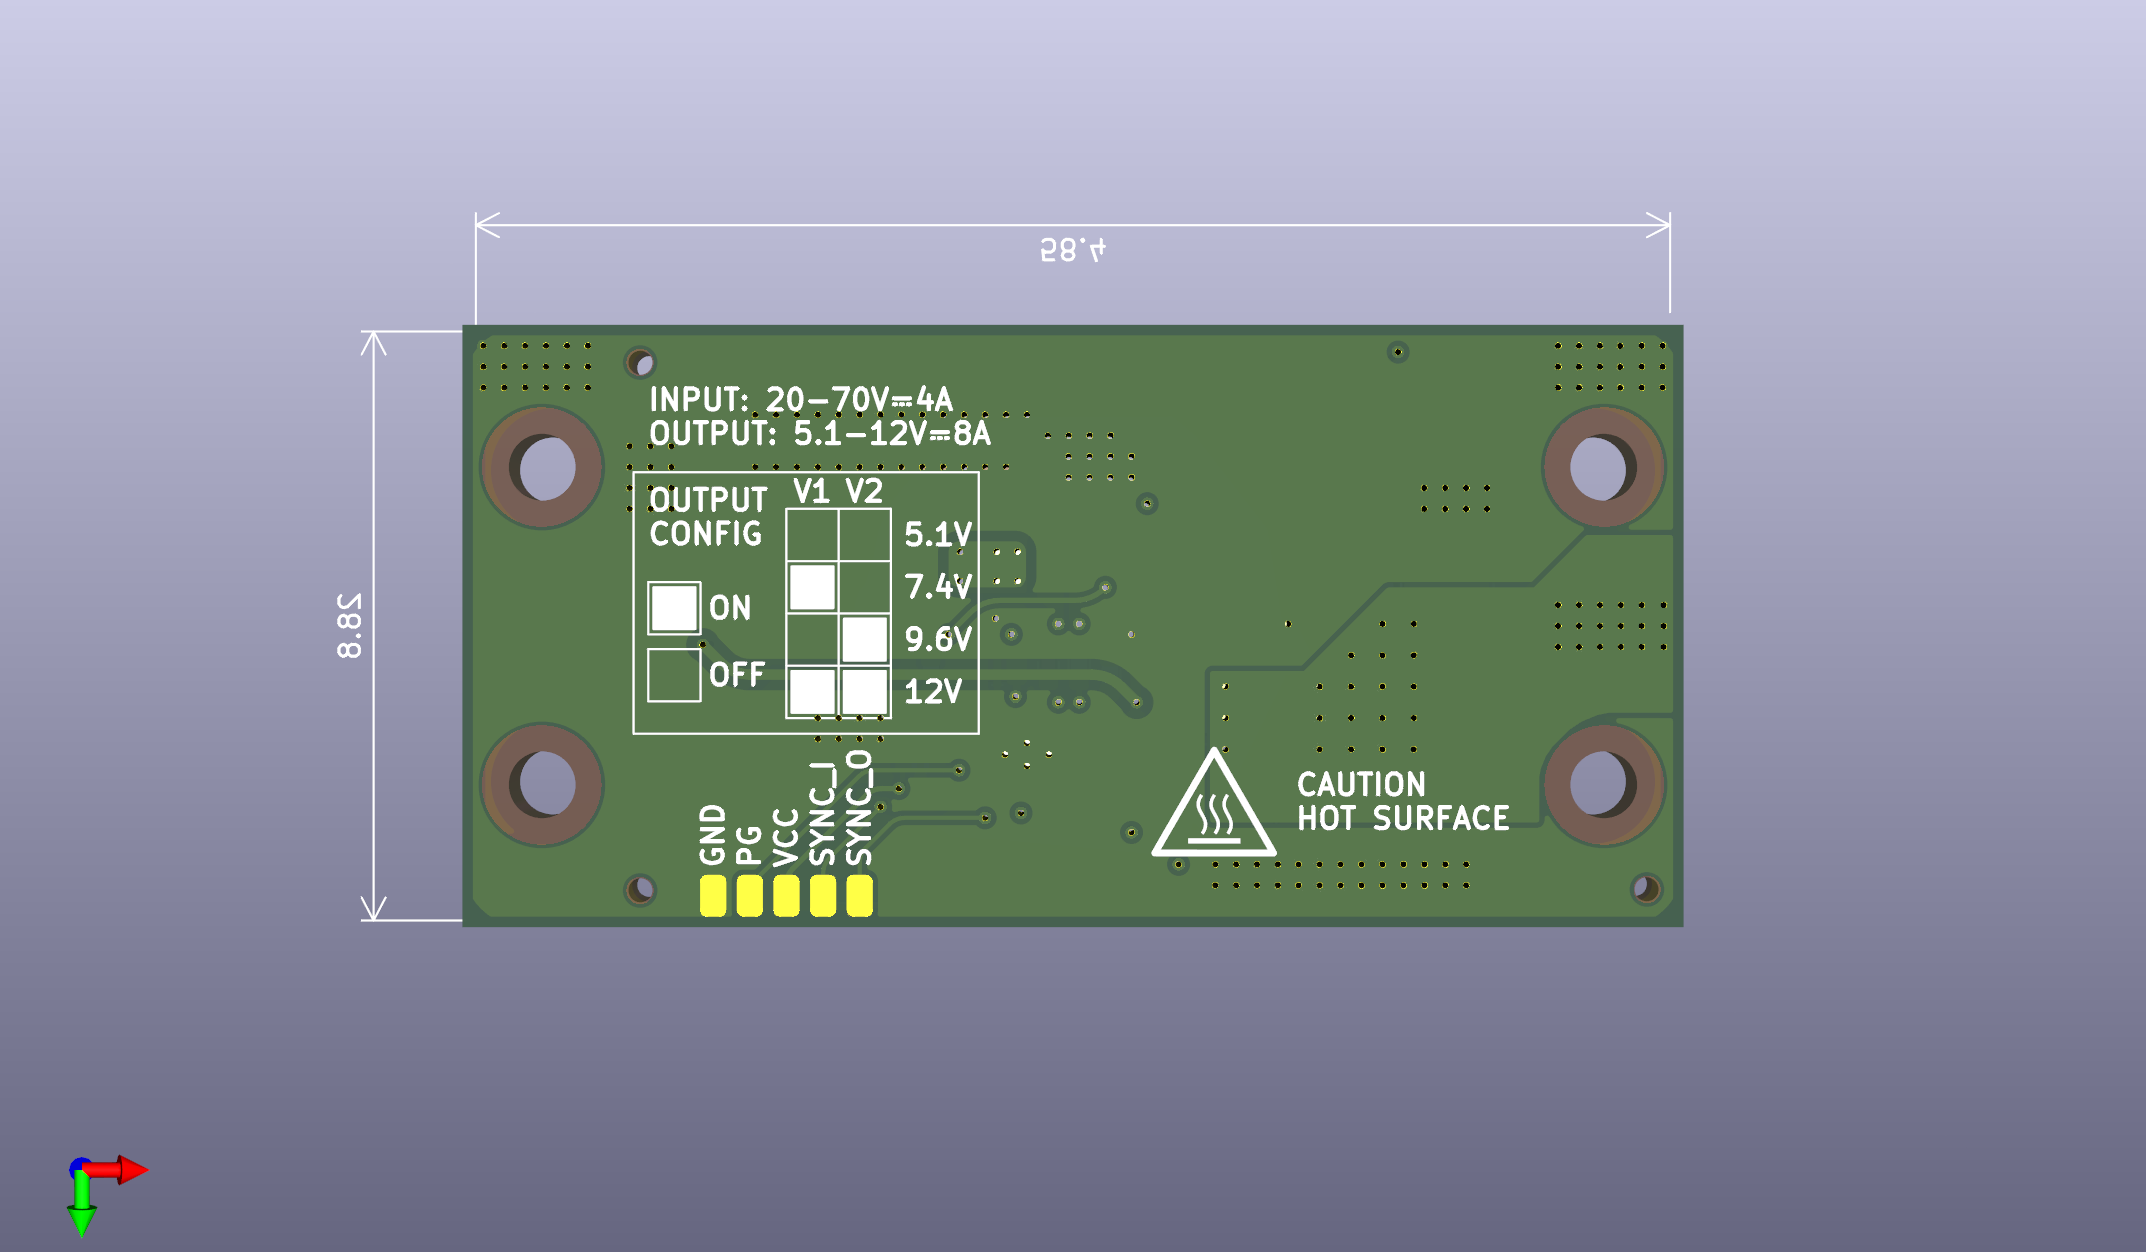 58.4
28.8
INPUT: 20-70V⎓4A
OUTPUT: 5.1-12V⎓8A
OUTPUT
CONFIG
V1 V2
5.1V
7.4V
9.6V
12V
ON
OFF
GND
PG
VCC
SYNC_I
SYNC_O
CAUTION
HOT SURFACE